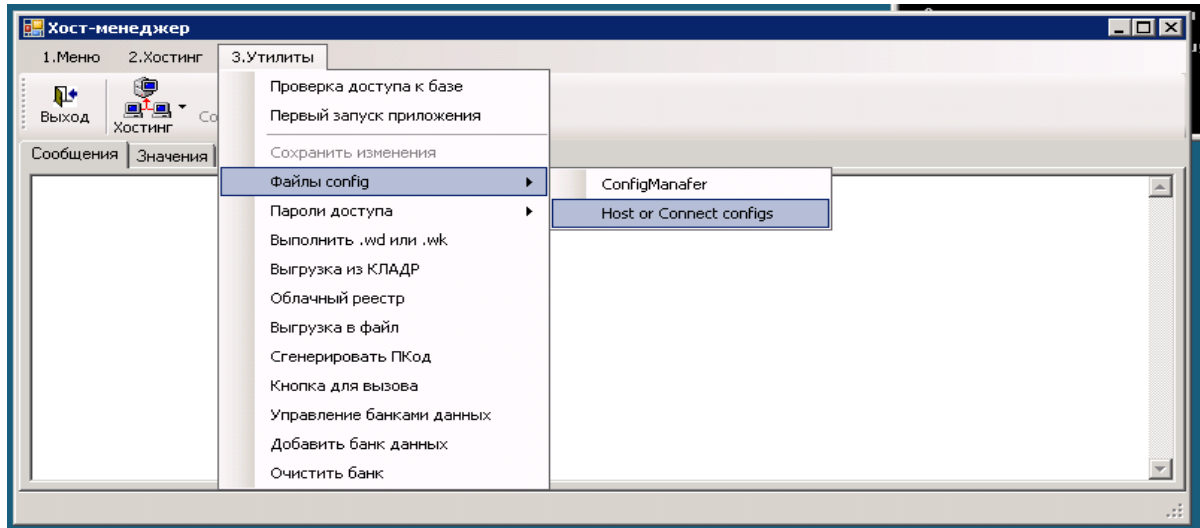 Хост-менеджер
1.Меню 2.Хостинг 3.Утилиты
Выход
Хостинг
Со
Сообщения Значения
Проверка доступа к базе
Первый запуск приложения
Сохранить изменения
Файлы config
Пароли доступа
Выполнить .wd или .wk
Выгрузка из КЛАДР
Облачный реестр
Выгрузка в файл
Сгенерировать ПКод
Кнопка для вызова
Управление банками данных
Добавить банк данных
Очистить банк
ConfigManafer
Host or Connect configs